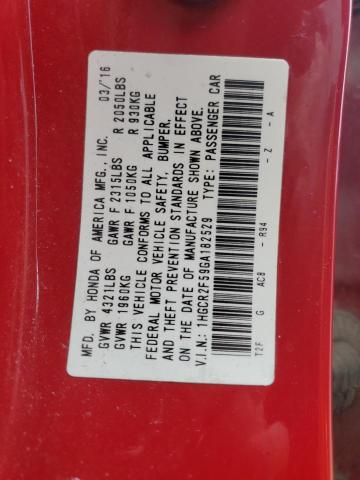 MFD. BY HONDA OF AMERICA MFG., INC. 03/'16
GVWR 4321LBS GAWR F 2315LBS R 2050LBS
GVWR 1960KG GAWR F 1050KG R 930KG
THIS VEHICLE CONFORMS TO ALL APPLICABLE
FEDERAL MOTOR VEHICLE SAFETY, BUMPER,
AND THEFT PREVENTION STANDARDS IN EFFECT
ON THE DATE OF MANUFACTURE SHOWN ABOVE.
V.I.N.: 1HGCR2F59GA182529 TYPE: PASSENGER CAR
T2F G AC8 - R94 - Z - A